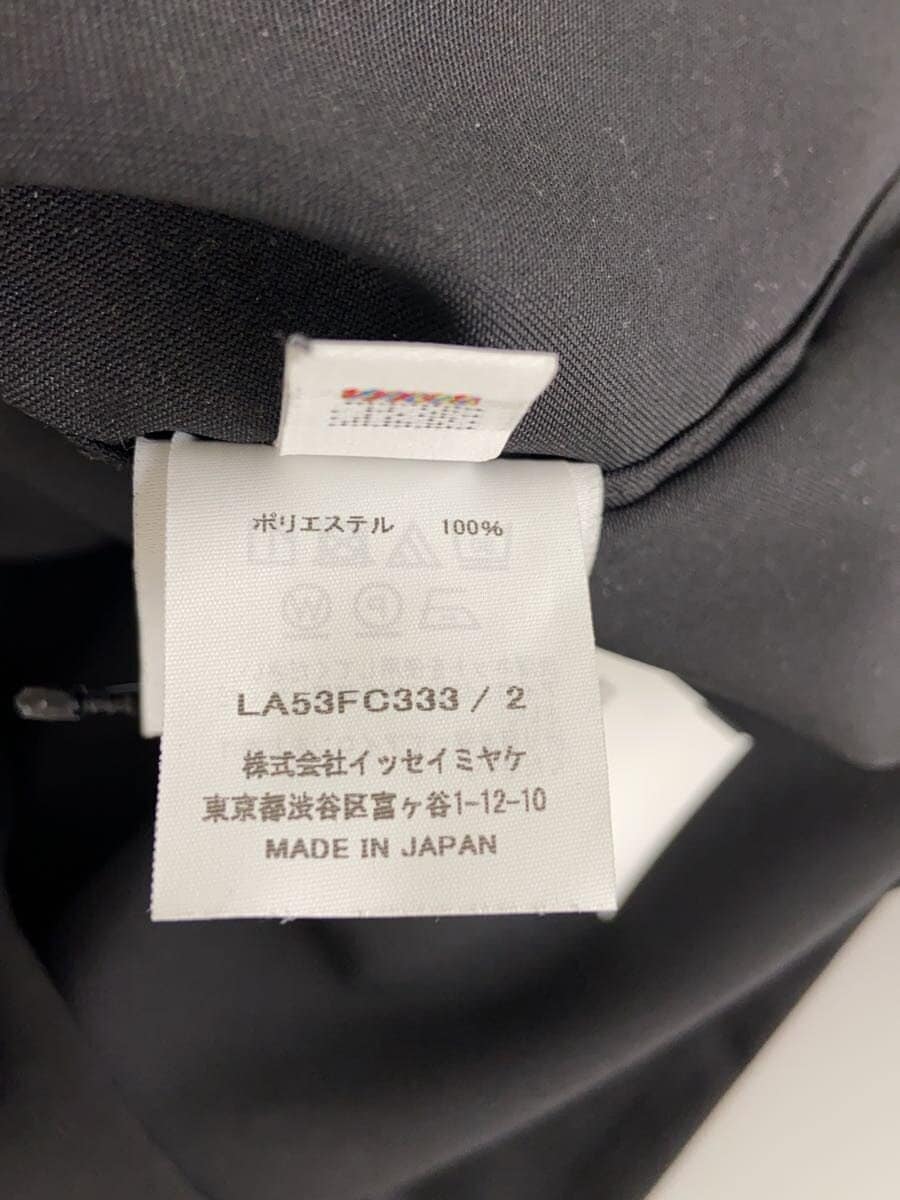 ポリエステル 100%
LA53FC333 / 2
株式会社イッセイミヤケ
東京都渋谷区富ヶ谷1-12-10
MADE IN JAPAN